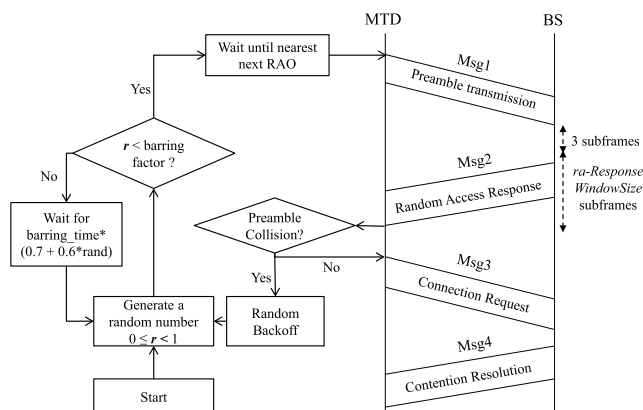 MTD
BS
Wait until nearest
next RAO
Msg1
Preamble transmission
Yes
r < barring
factor ?
3 subframes
No
Msg2
ra-Response
WindowSize
subframes
Random Access Response
Wait for
barring_time*
(0.7 + 0.6*rand)
Preamble
Collision?
Yes
No
Msg3
Connection Request
Generate a
random number
0 ≤ r < 1
Random
Backoff
Msg4
Contention Resolution
Start